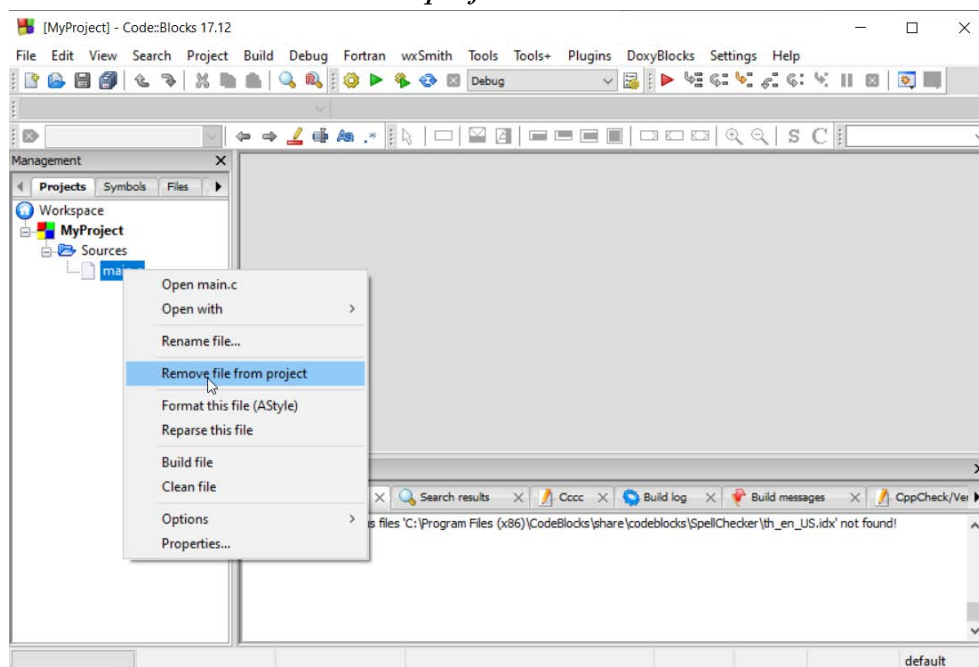 [MyProject] - Code::Blocks 17.12
File Edit View Search Project Build Debug Fortran wxSmith Tools Tools+ Plugins DoxyBlocks Settings Help
Debug
S C
Management X
Projects Symbols Files
Workspace
MyProject
Sources
Open main.c
Open with
Rename file...
Remove file from project
Format this file (AStyle)
Reparse this file
Build file
Clean file
Options
Properties...
Search results Cccc Build log Build messages CppCheck/Ver
s files 'C:\Program Files (x86)\CodeBlocks\share\codeblocks\SpellChecker\th_en_US.idx' not found!
default